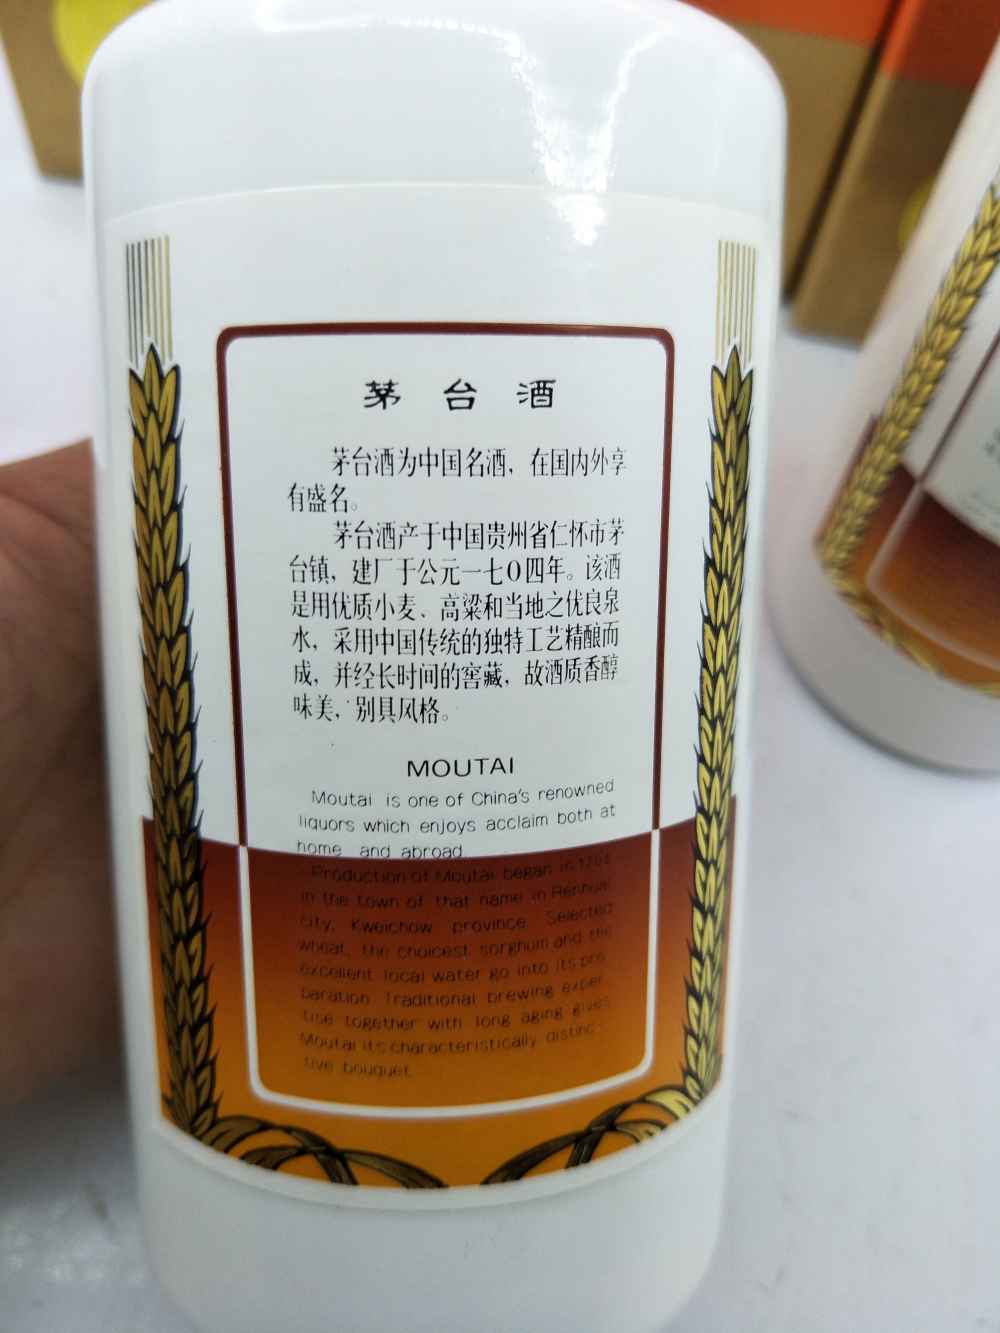 茅台酒
茅台酒为中国名酒，在国内外享
有盛名。
茅台酒产于中国贵州省仁怀市茅
台镇，建厂于公元一七0四年。该酒
是用优质小麦、高粱和当地之优良泉
水，采用中国传统的独特工艺精酿而
成，并经长时间的窖藏，故酒质香醇
味美，别具风格。
MOUTAI
Moutai is one of China's renowned
liquors which enjoys acclaim both at
home and abroad.
Production of Moutai began in 1704
in the town of that name in Renhuai
city, Kweichow province. Selected
wheat, the choicest sorghum and the
excellent local water go into its pre
paration Traditional brewing exper
tise together with long aging gives
Moutai its characteristically distinc-
tive bouquet.